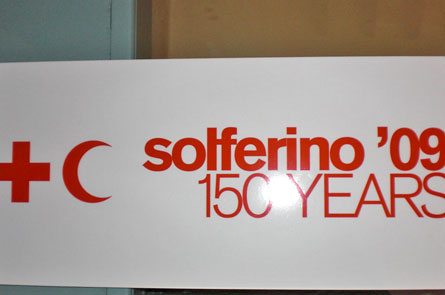 solferino ’09
150 YEARS